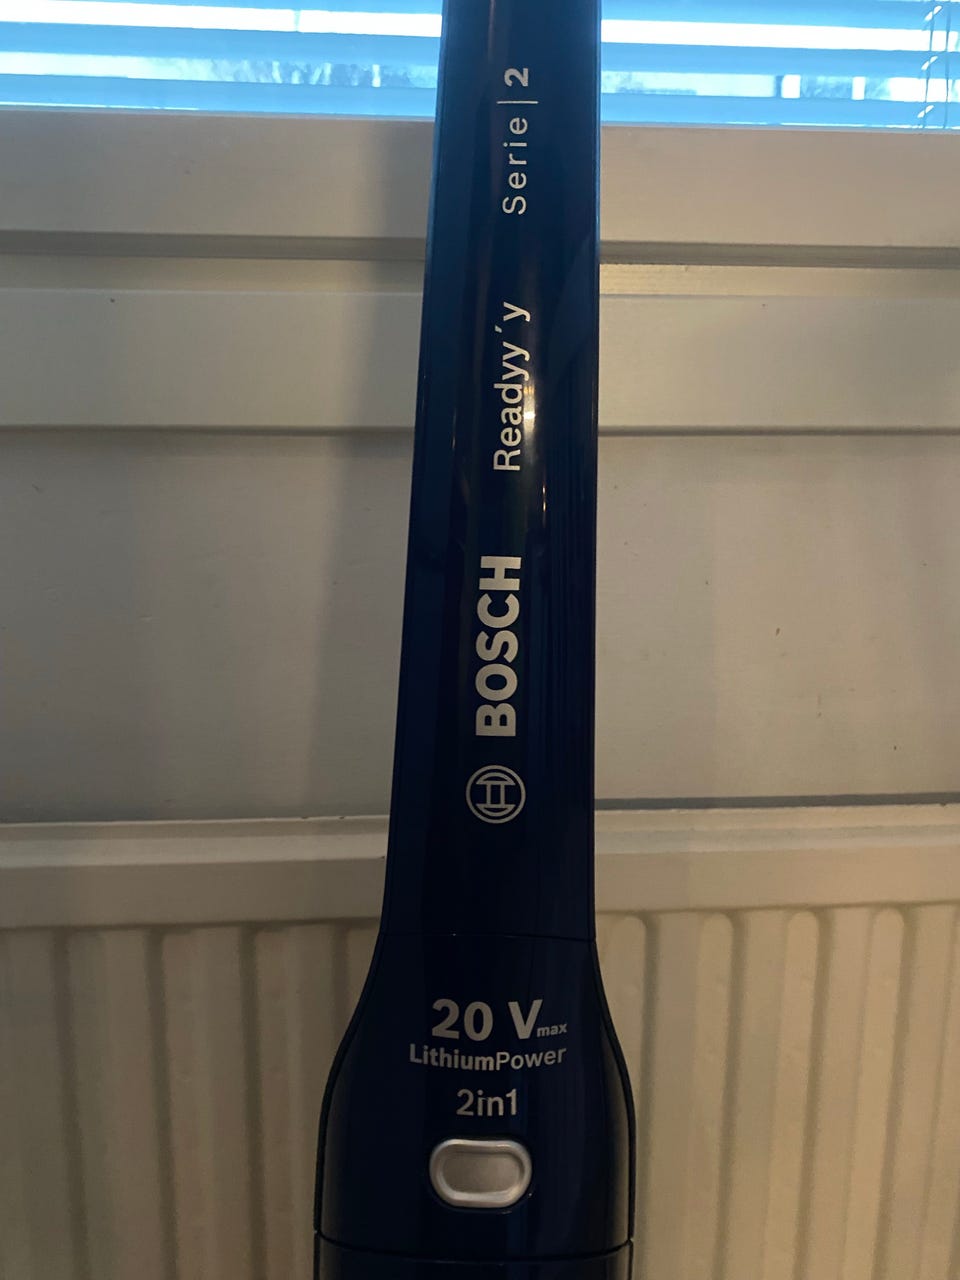 BOSCH Readyy´y Serie|2
20 Vmax
LithiumPower
2in1